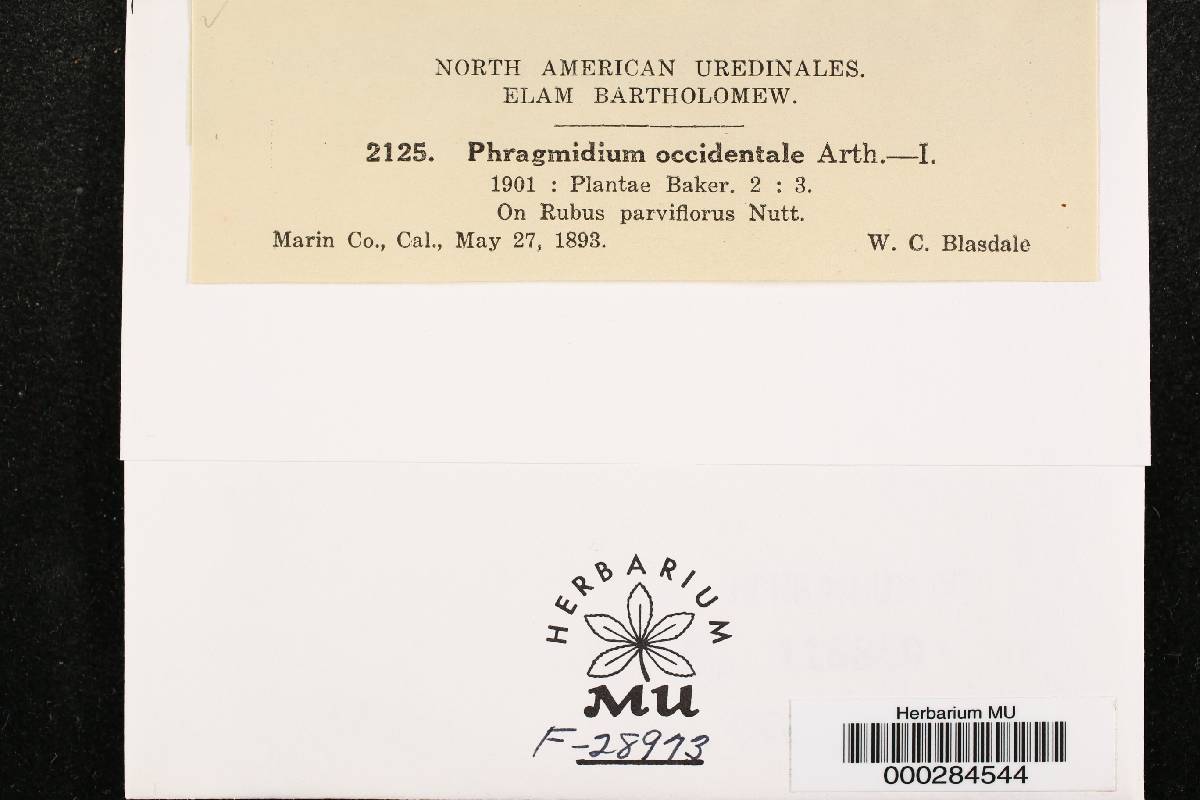 NORTH AMERICAN UREDINALES.
ELAM BARTHOLOMEW.
2125. Phragmidium occidentale Arth.—I.
1901 : Plantae Baker. 2 : 3.
On Rubus parviflorus Nutt.
Marin Co., Cal., May 27, 1893. W. C. Blasdale
HERBARIUM
MU
F-28973
Herbarium MU
000284544